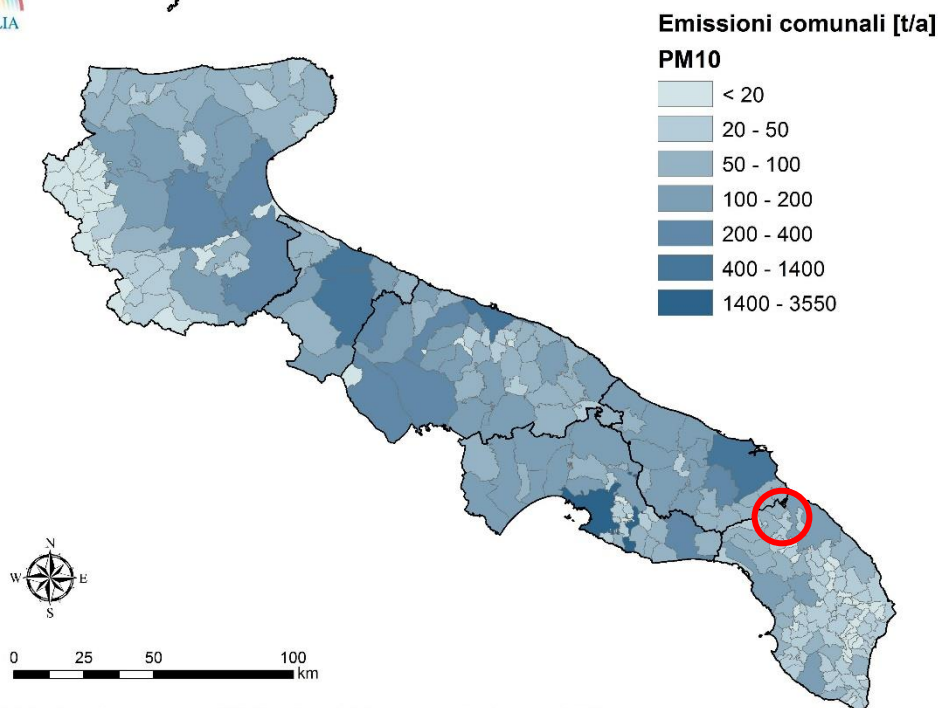 LIA
Emissioni comunali [t/a]
PM10
< 20
20 - 50
50 - 100
100 - 200
200 - 400
400 - 1400
1400 - 3550
N
W E
S
0 25 50 100
km